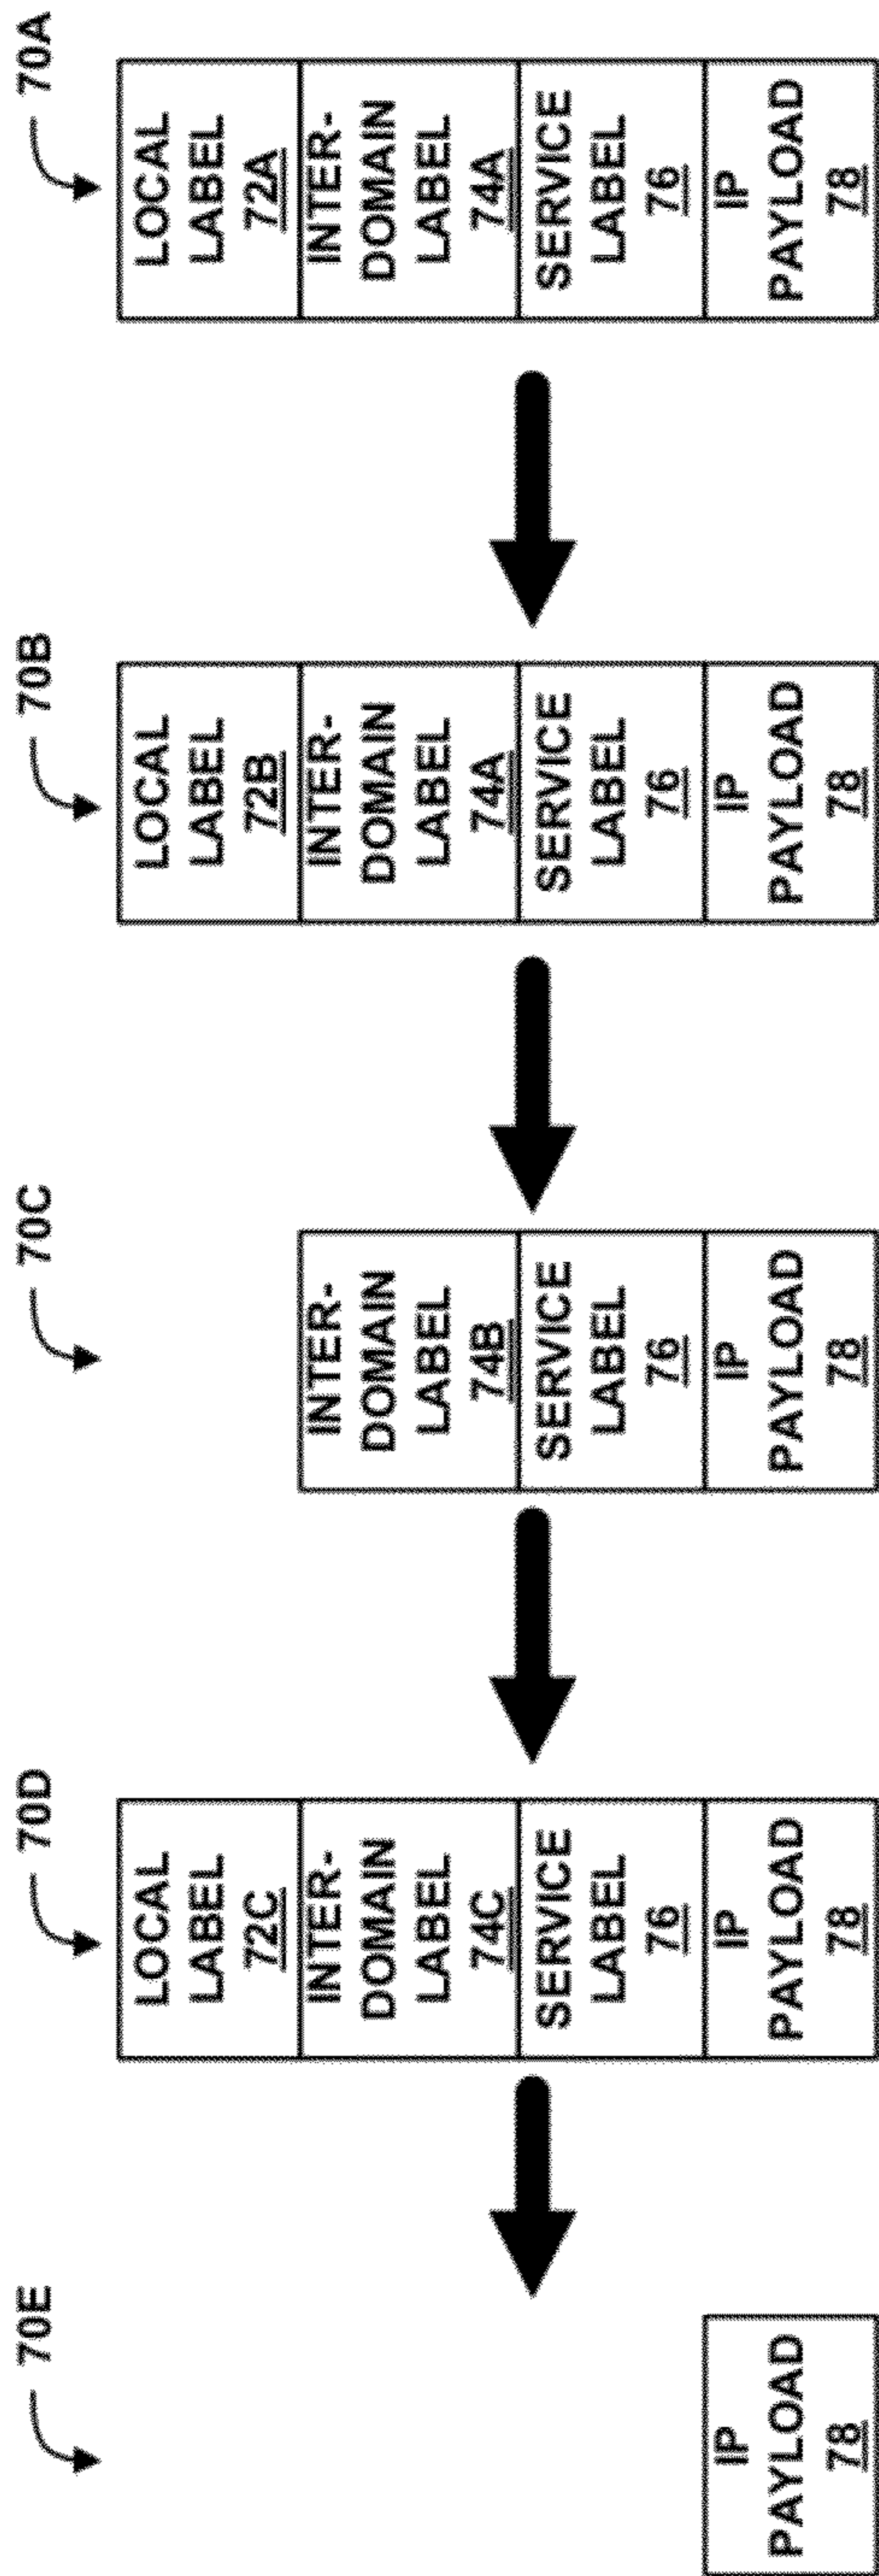 70A
LOCAL
LABEL
72A
INTER-
DOMAIN
LABEL
74A
SERVICE
LABEL
76
IP
PAYLOAD
78
70B
LOCAL
LABEL
72B
INTER-
DOMAIN
LABEL
74A
SERVICE
LABEL
76
IP
PAYLOAD
78
70C
INTER-
DOMAIN
LABEL
74B
SERVICE
LABEL
76
IP
PAYLOAD
78
70D
LOCAL
LABEL
72C
INTER-
DOMAIN
LABEL
74C
SERVICE
LABEL
76
IP
PAYLOAD
78
70E
IP
PAYLOAD
78